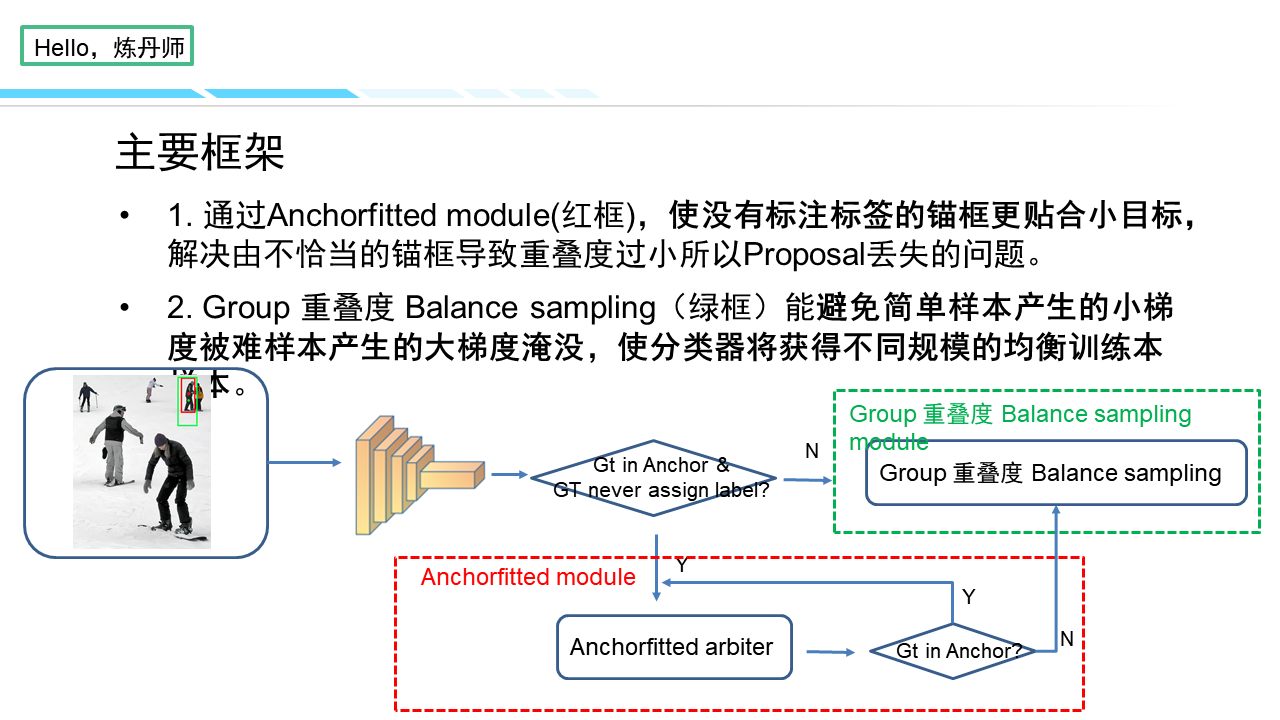 Hello，炼丹师
主要框架
• 1. 通过Anchorfitted module(红框)，使没有标注标签的锚框更贴合小目标，
解决由不恰当的锚框导致重叠度过小所以Proposal丢失的问题。
• 2. Group 重叠度 Balance sampling（绿框）能避免简单样本产生的小梯
度被难样本产生的大梯度淹没，使分类器将获得不同规模的均衡训练本
本。
Group 重叠度 Balance sampling
module
Group 重叠度 Balance sampling
Gt in Anchor &
GT never assign label?
N
Y
Anchorfitted module
Y
Anchorfitted arbiter
Gt in Anchor?
N